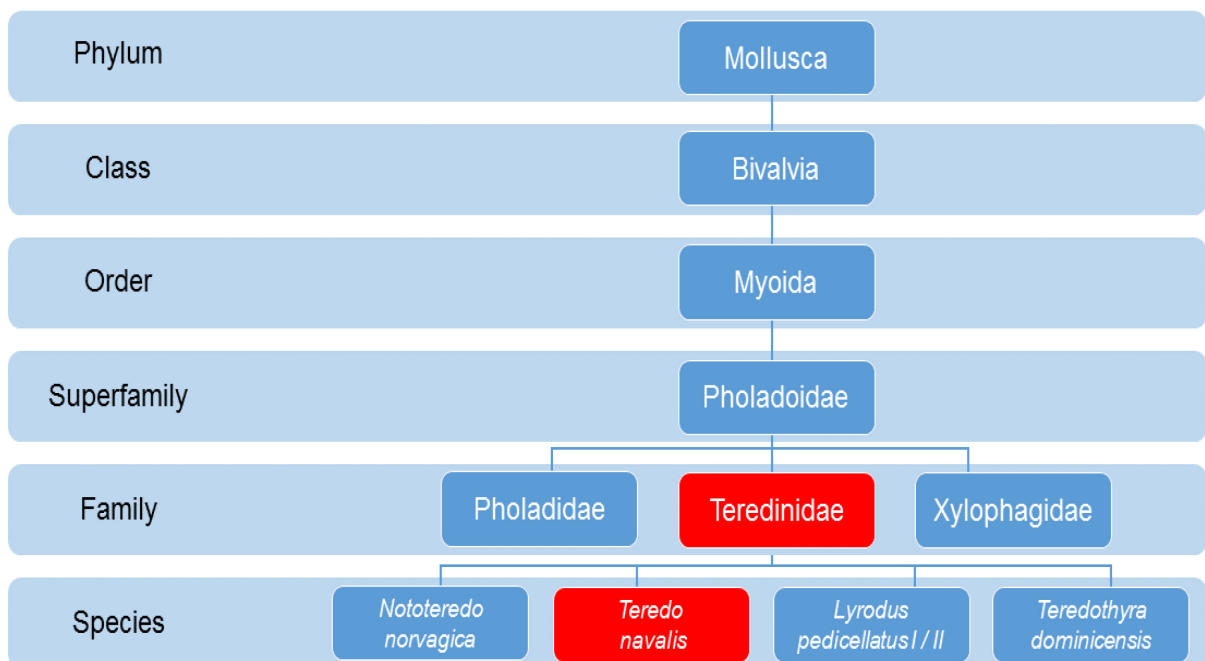 Phylum
Mollusca
Class
Bivalvia
Order
Myoida
Superfamily
Pholadoidae
Family
Pholadidae
Teredinidae
Xylophagidae
Species
Nototeredo
norvagica
Teredo
navalis
Lyrodus
pedicellatus I / II
Teredothyra
dominicensis